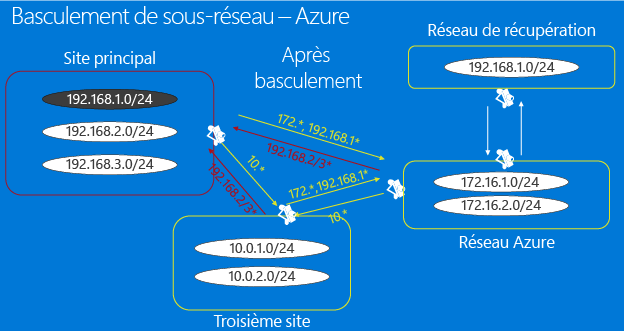 Basculement de sous-réseau – Azure
Site principal
Après
basculement
Réseau de récupération
192.168.1.0/24
192.168.2.0/24
192.168.3.0/24
192.168.1.0/24
172.*, 192.168.1*
192.168.2/3*
10.*
192.168.2/3*
172.*,192.168.1*
10.*
172.16.1.0/24
172.16.2.0/24
Réseau Azure
10.0.1.0/24
10.0.2.0/24
Troisième site